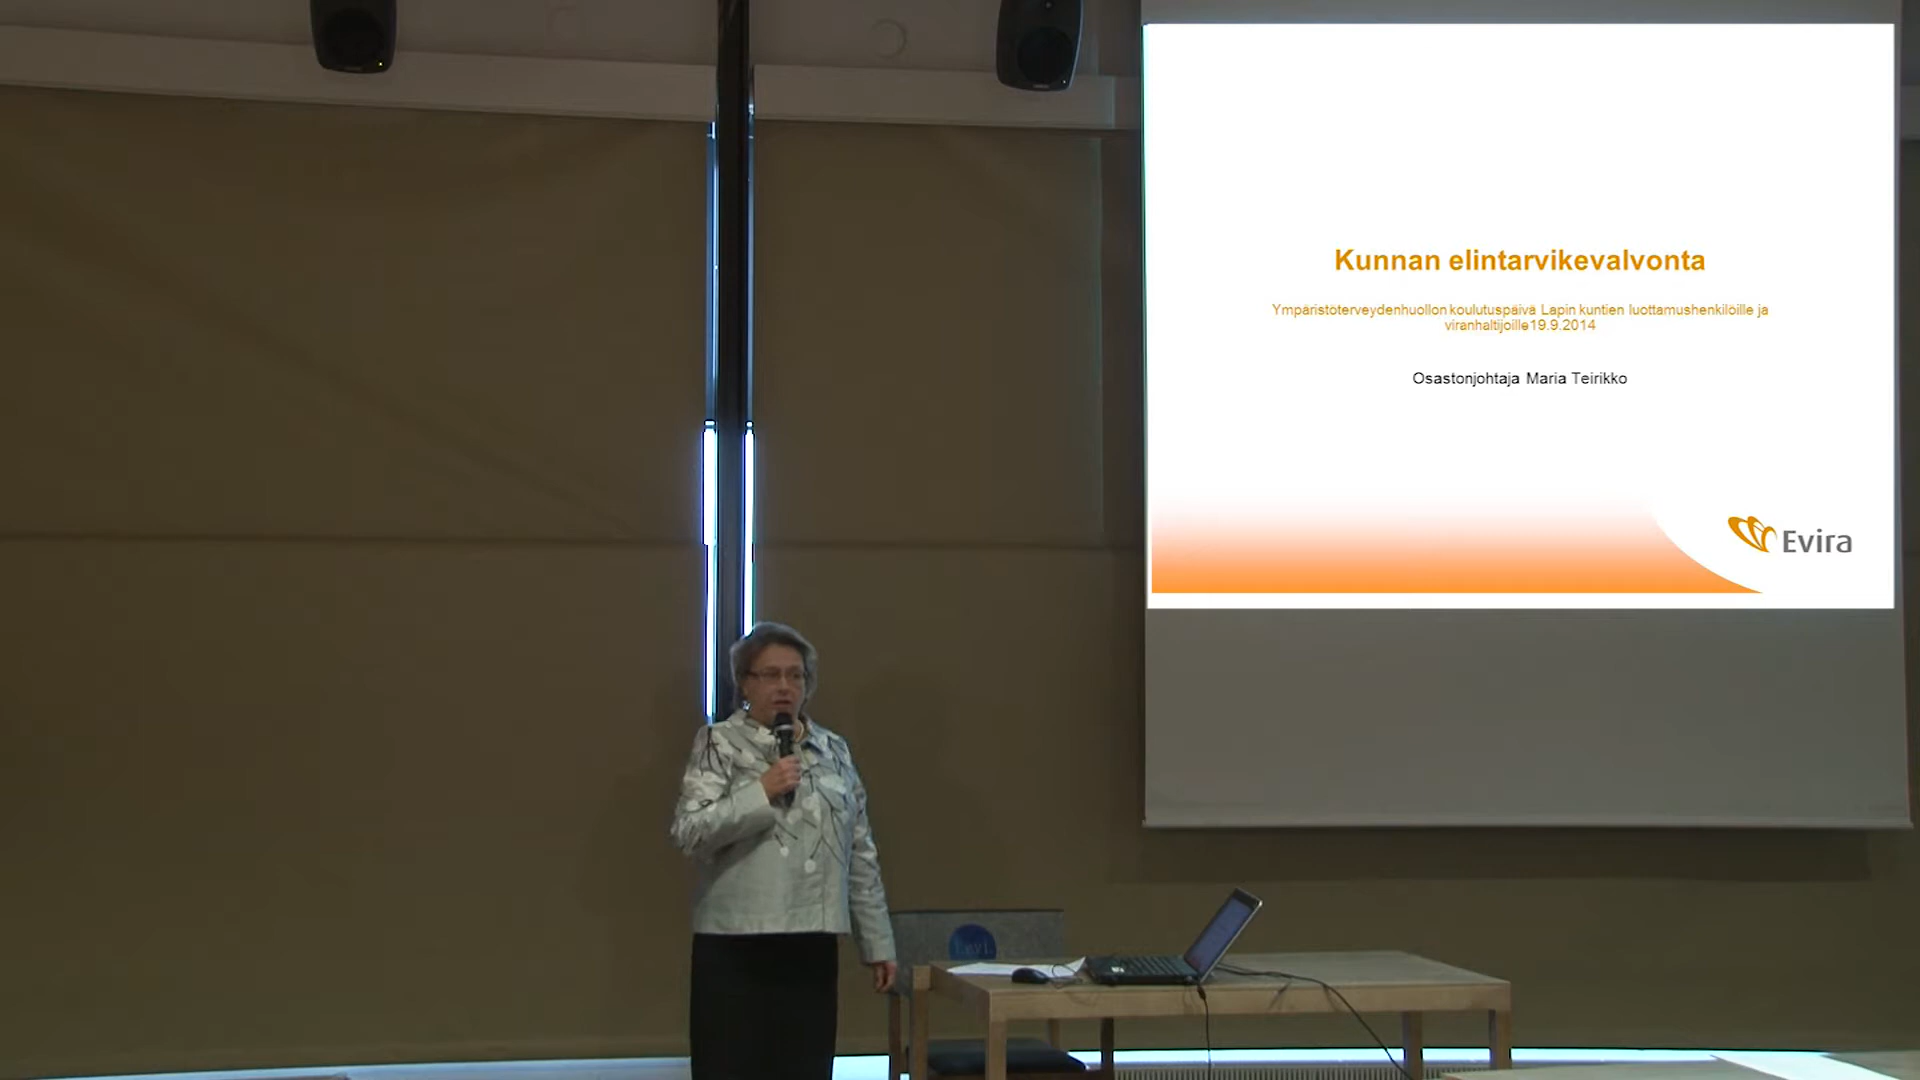 Kunnan elintarvikevalvonta
Ympäristöterveydenhuollon koulutuspäivä Lapin kuntien luottamushenkilöille ja
viranhaltijoille19.9.2014
Osastonjohtaja Maria Teirikko
Evira